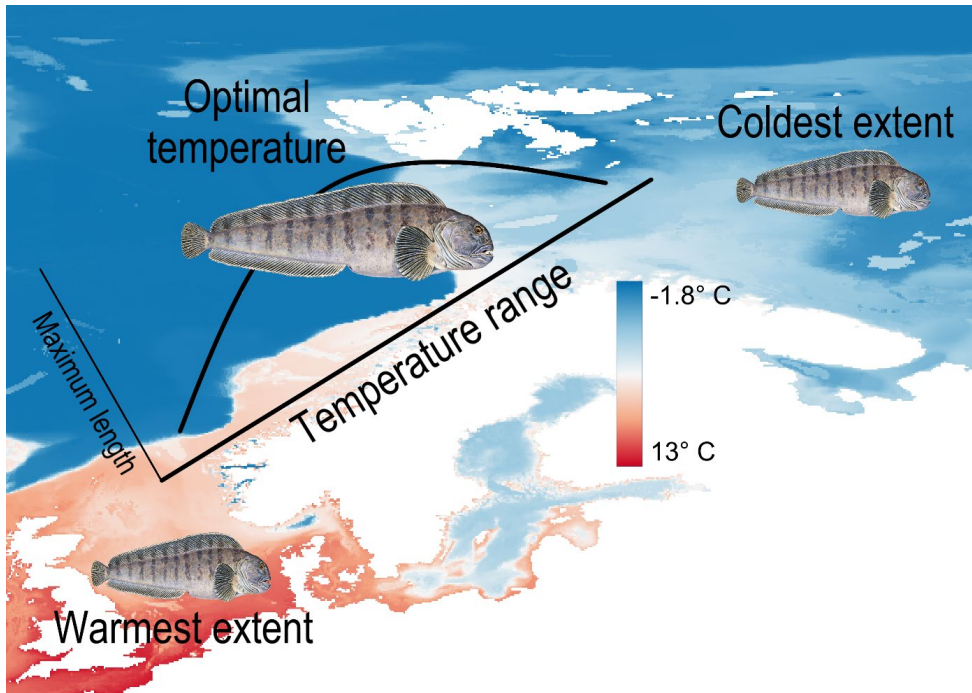 Optimal
temperature
Coldest extent
-1.8° C
Temperature range
Maximum length
13° C
Warmest extent